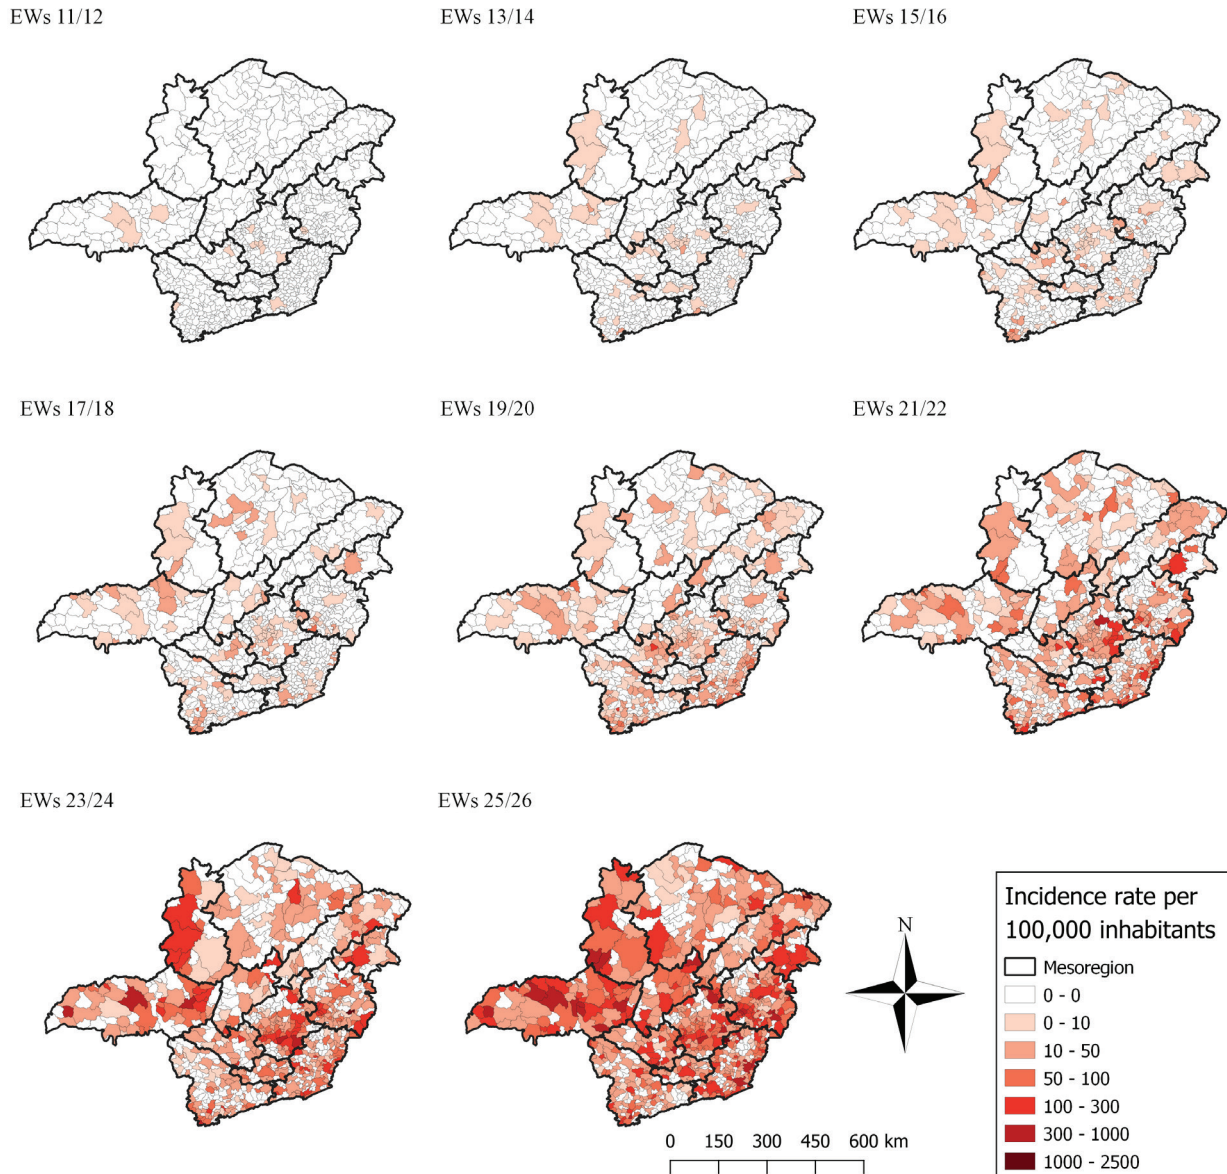 EWs 11/12
EWs 13/14
EWs 15/16
EWs 17/18
EWs 19/20
EWs 21/22
EWs 23/24
EWs 25/26
N
0 150 300 450 600 km
Incidence rate per
100,000 inhabitants
Mesoregion
0 - 0
0 - 10
10 - 50
50 - 100
100 - 300
300 - 1000
1000 - 2500